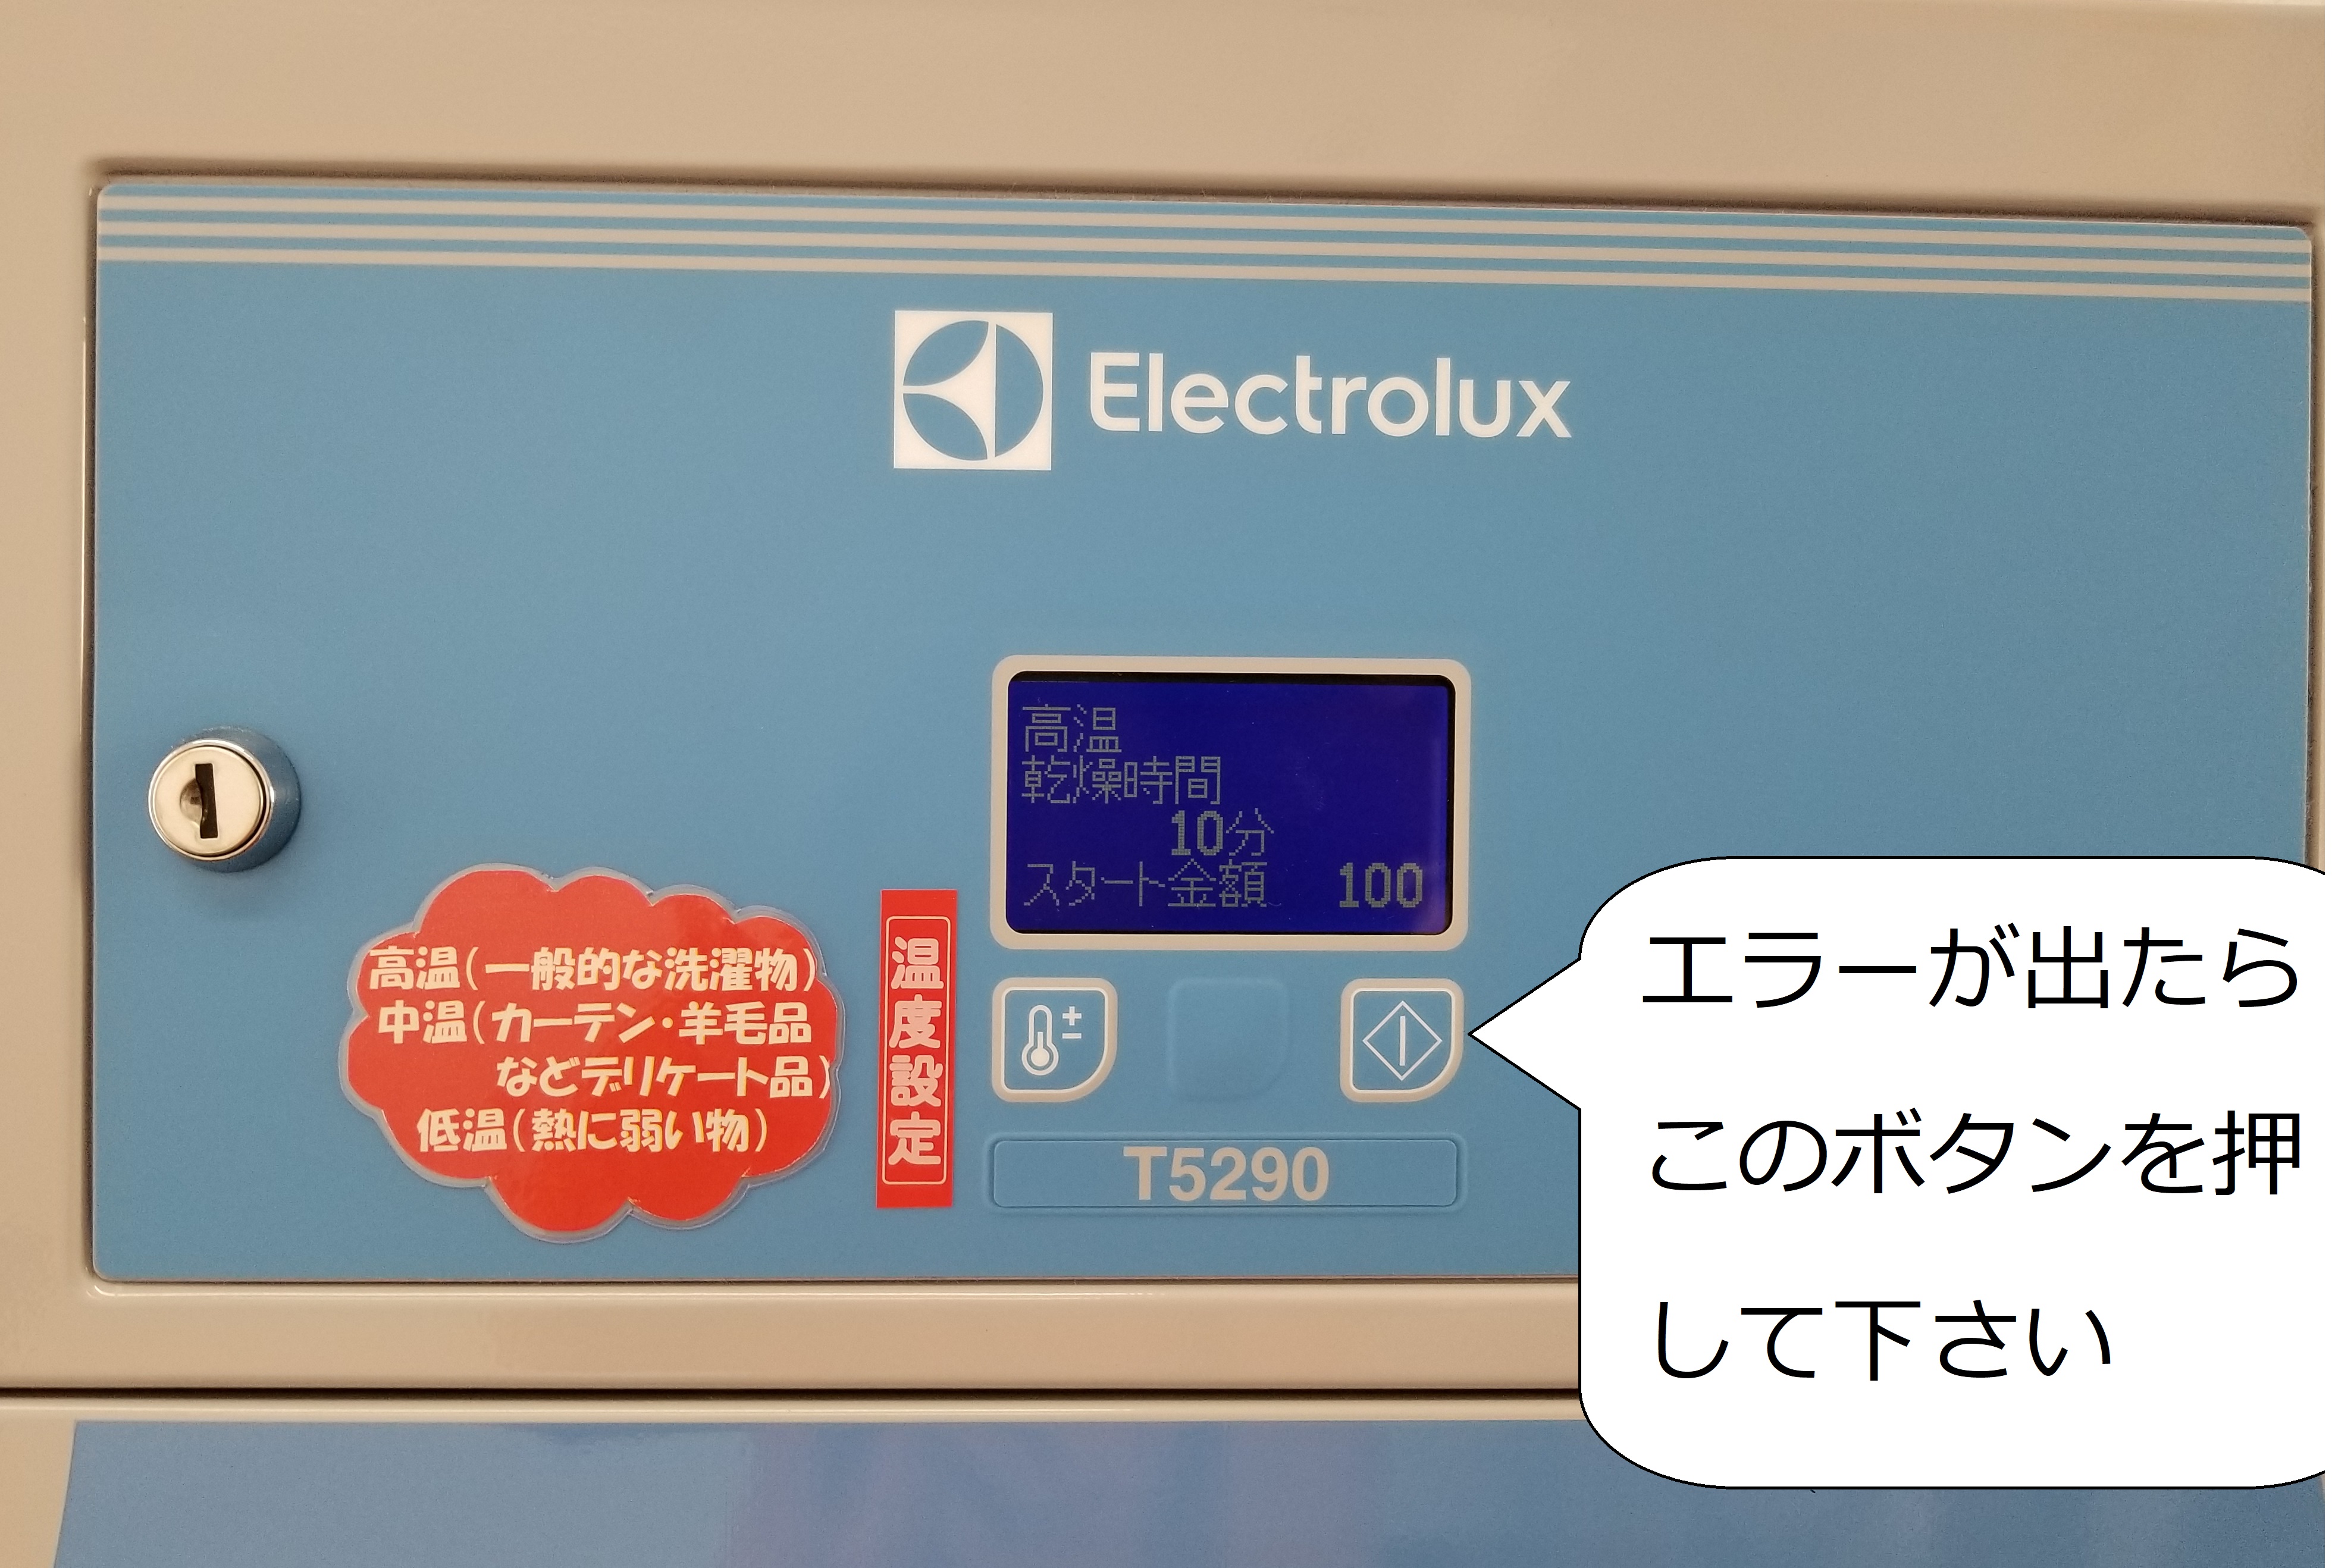 Electrolux
高温
乾燥時間
10分
スタート金額 100
高温(一般的な洗濯物)
中温(カーテン・羊毛品
などデリケート品)
低温(熱に弱い物)
温度設定
T5290
エラーが出たら
このボタンを押
して下さい